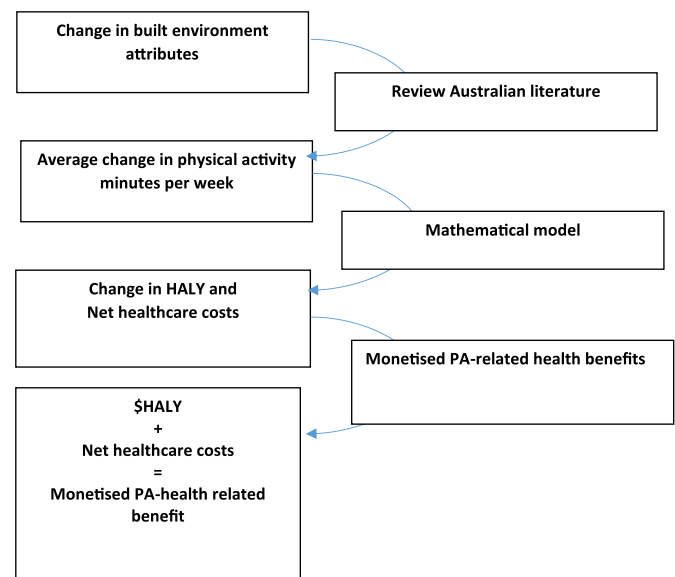 Change in built environment
attributes
Review Australian literature
Average change in physical activity
minutes per week
Mathematical model
Change in HALY and
Net healthcare costs
Monetised PA-related health benefits
$HALY
+
Net healthcare costs
=
Monetised PA-health related
benefit